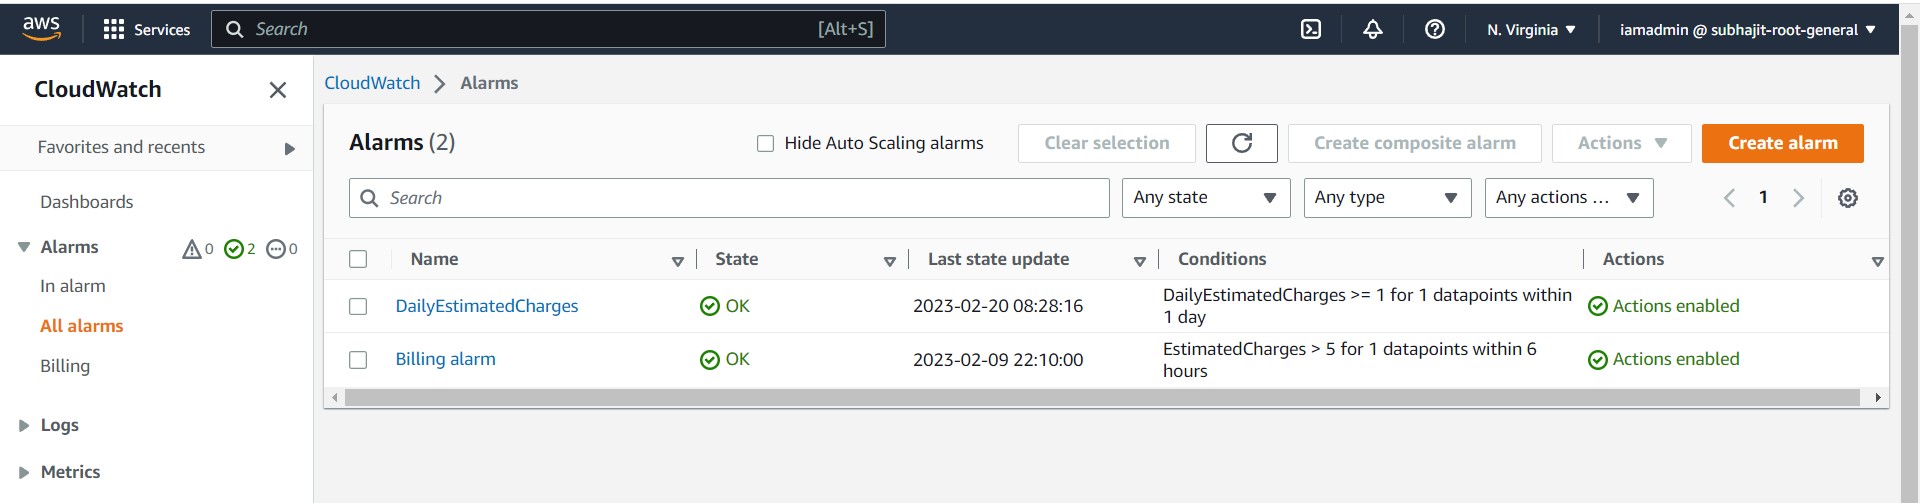 aws
Services
Search
[Alt+S]
N. Virginia
iamadmin @ subhajit-root-general
CloudWatch
Favorites and recents
Dashboards
Alarms
0
2
0
In alarm
All alarms
Billing
Logs
Metrics
CloudWatch
Alarms
Alarms (2)
Hide Auto Scaling alarms
Clear selection
Create composite alarm
Actions
Create alarm
Search
Any state
Any type
Any actions ...
1
Name
State
Last state update
Conditions
Actions
DailyEstimatedCharges
OK
2023-02-20 08:28:16
DailyEstimatedCharges >= 1 for 1 datapoints within
1 day
Actions enabled
Billing alarm
OK
2023-02-09 22:10:00
EstimatedCharges > 5 for 1 datapoints within 6
hours
Actions enabled